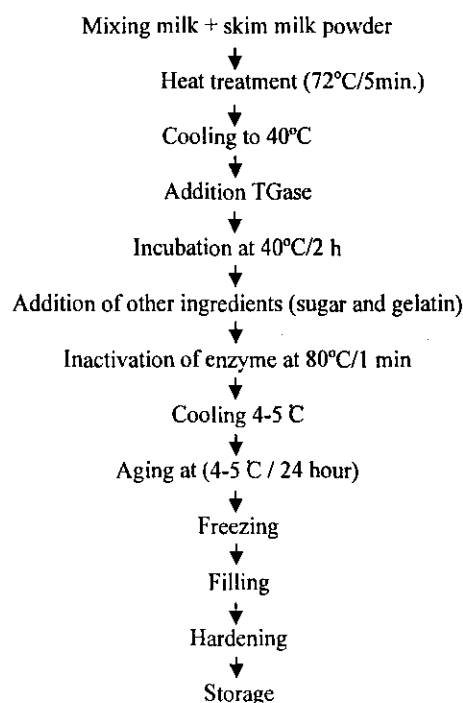 Mixing milk + skim milk powder
Heat treatment (72°C/5min.)
Cooling to 40°C
Addition TGase
Incubation at 40°C/2 h
Addition of other ingredients (sugar and gelatin)
Inactivation of enzyme at 80°C/1 min
Cooling 4-5 ℃
Aging at (4-5 ℃ / 24 hour)
Freezing
Filling
Hardening
Storage